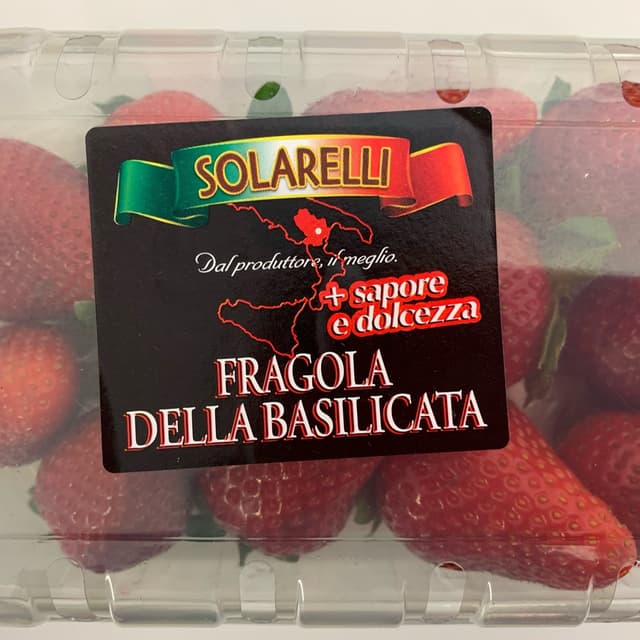 SOLARELLI
Dal produttore, il meglio.
+ sapore
e dolcezza
FRAGOLA
DELLA BASILICATA